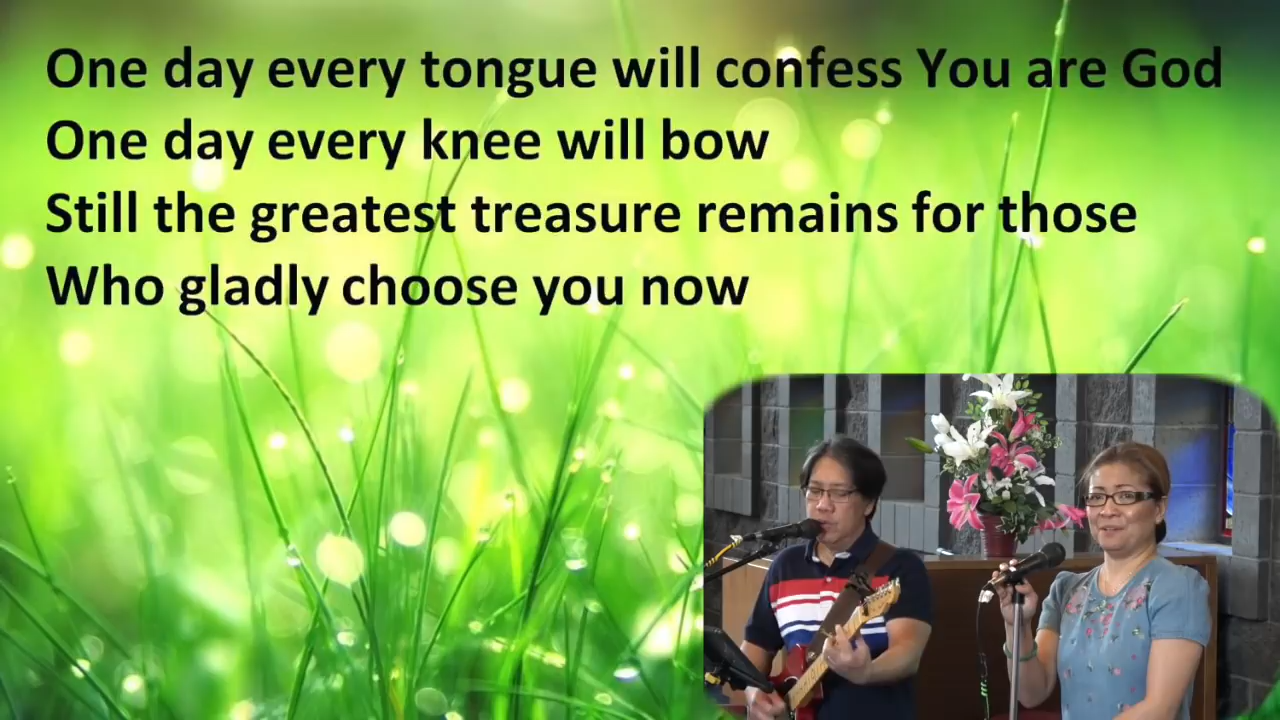 One day every tongue will confess You are God
One day every knee will bow
Still the greatest treasure remains for those
Who gladly choose you now